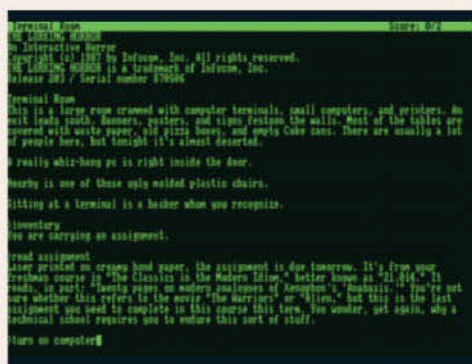 Terminal Room Score: 0/2
THE LURKING HORROR
An Interactive Horror
Copyright (c) 1987 by Infocom, Inc. All rights reserved.
THE LURKING HORROR is a trademark of Infocom, Inc.
Release 203 / Serial number 870506
Terminal Room
This is a large room crammed with computer terminals, small computers, and printers. An
exit leads south. Banners, posters, and signs festoon the walls. Most of the tables are
covered with waste paper, old pizza boxes, and empty Coke cans. There are usually a lot
of people here, but tonight it's almost deserted.
A really whiz-bang pc is right inside the door.
Nearby is one of those ugly molded plastic chairs.
Sitting at a terminal is a hacker whom you recognize.
>inventory
You are carrying an assignment.
>read assignment
Laser printed on creamy bond paper, the assignment is due tomorrow. It's from your
freshman course in "The Classics in the Modern Idiom," better known as "21.014." It
reads, in part: "Twenty pages on modern analogues of Xenophon's 'Anabasis'." You're not
sure whether this refers to the movie "The Warriors" or "Alien," but this is the last
assignment you need to complete in this course this term. You wonder, yet again, why a
technical school requires you to endure this sort of stuff.
>turn on computer